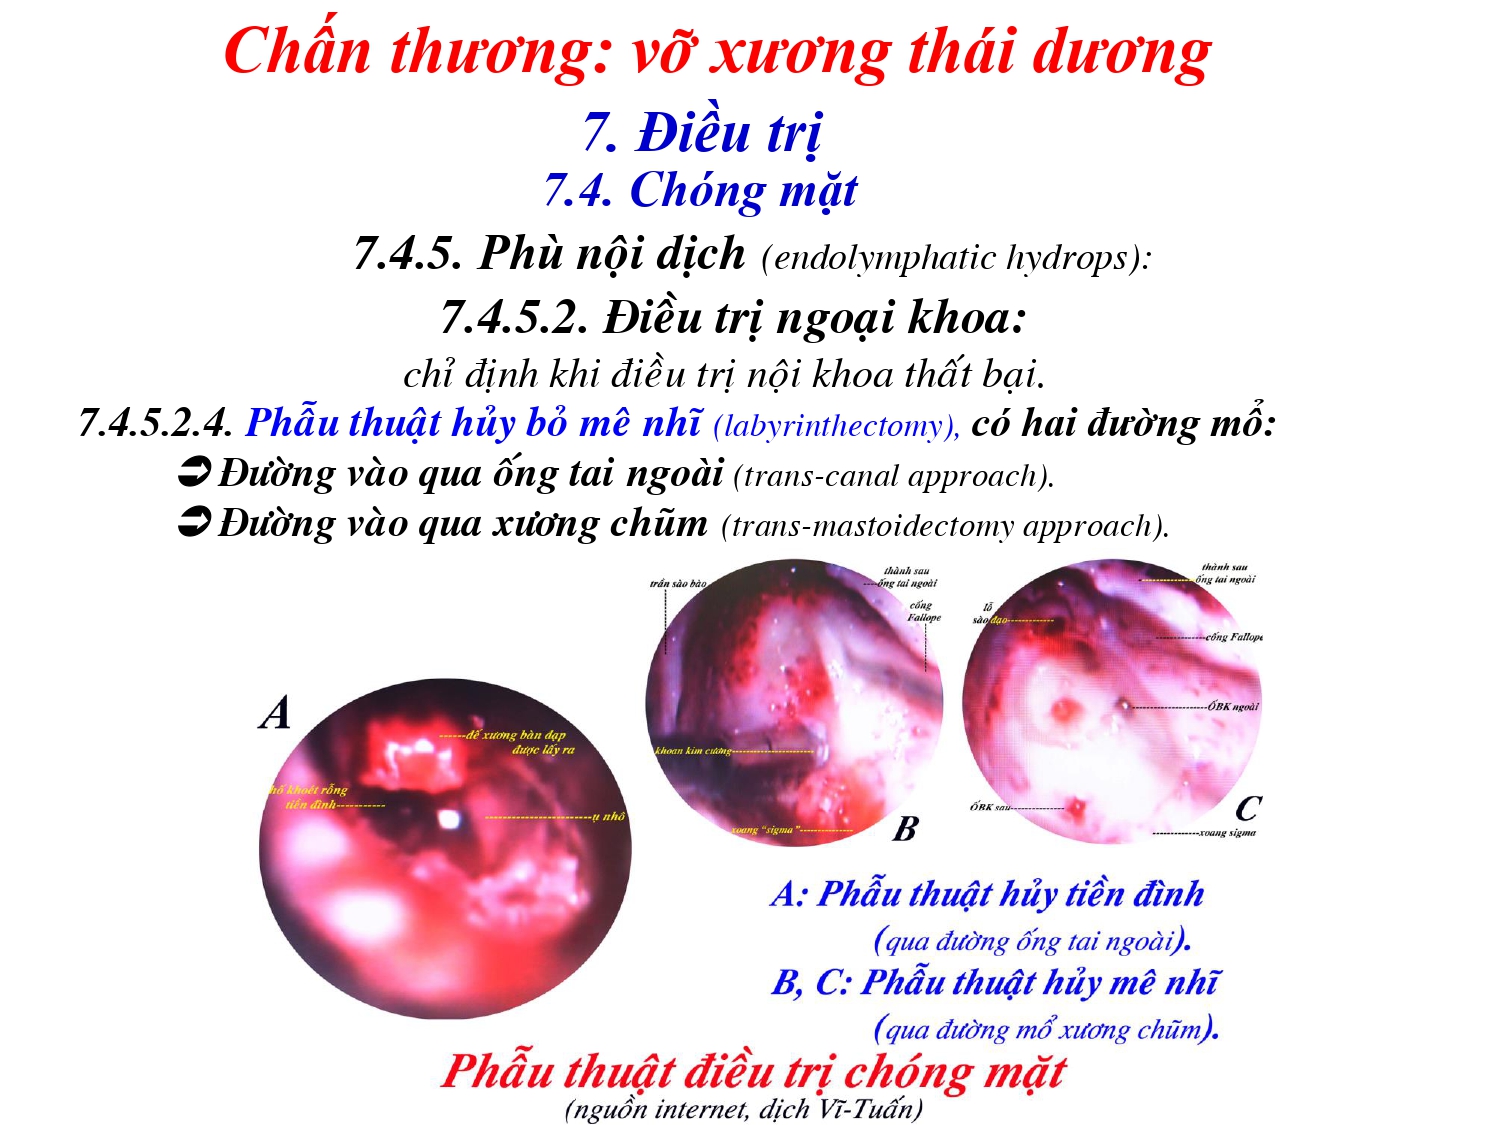 Chấn thương: vỡ xương thái dương
7. Điều trị
7.4. Chóng mặt
7.4.5. Phù nội dịch (endolymphatic hydrops):
7.4.5.2. Điều trị ngoại khoa:
chỉ định khi điều trị nội khoa thất bại.
7.4.5.2.4. Phẫu thuật hủy bỏ mê nhĩ (labyrinthectomy), có hai đường mổ:
➲ Đường vào qua ống tai ngoài (trans-canal approach).
➲ Đường vào qua xương chũm (trans-mastoidectomy approach).
A
đế xương bàn đạp
được lấy ra
hố khoét rỗng
tiền đình
ụ nhô
trần sào bào
thành sau
ống tai ngoài
cống
Fallope
khoan kim cương
xoang "sigma"
B
thành sau
ống tai ngoài
lỗ
sào đạo
cống Fallope
ÔBK ngoài
ÔBK sau
xoang sigma
C
A: Phẫu thuật hủy tiền đình
(qua đường ống tai ngoài).
B, C: Phẫu thuật hủy mê nhĩ
(qua đường mổ xương chũm).
Phẫu thuật điều trị chóng mặt
(nguồn internet, dịch Vĩ-Tuấn)